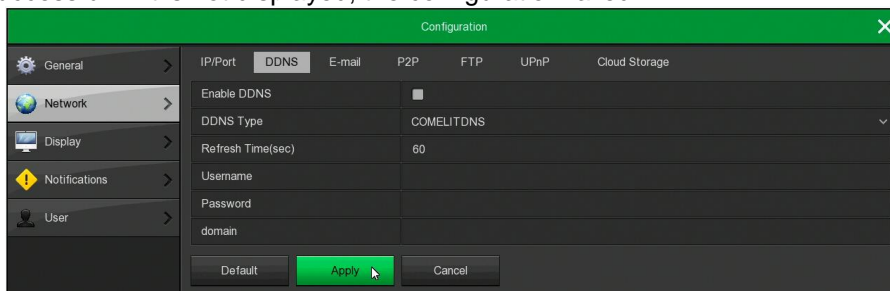 Configuration
General
IP/Port DDNS E-mail P2P FTP UPnP Cloud Storage
Enable DDNS
Network
DDNS Type COMELITDNS
Display
Refresh Time(sec) 60
Notifications
Username
Password
User
domain
Default Apply Cancel